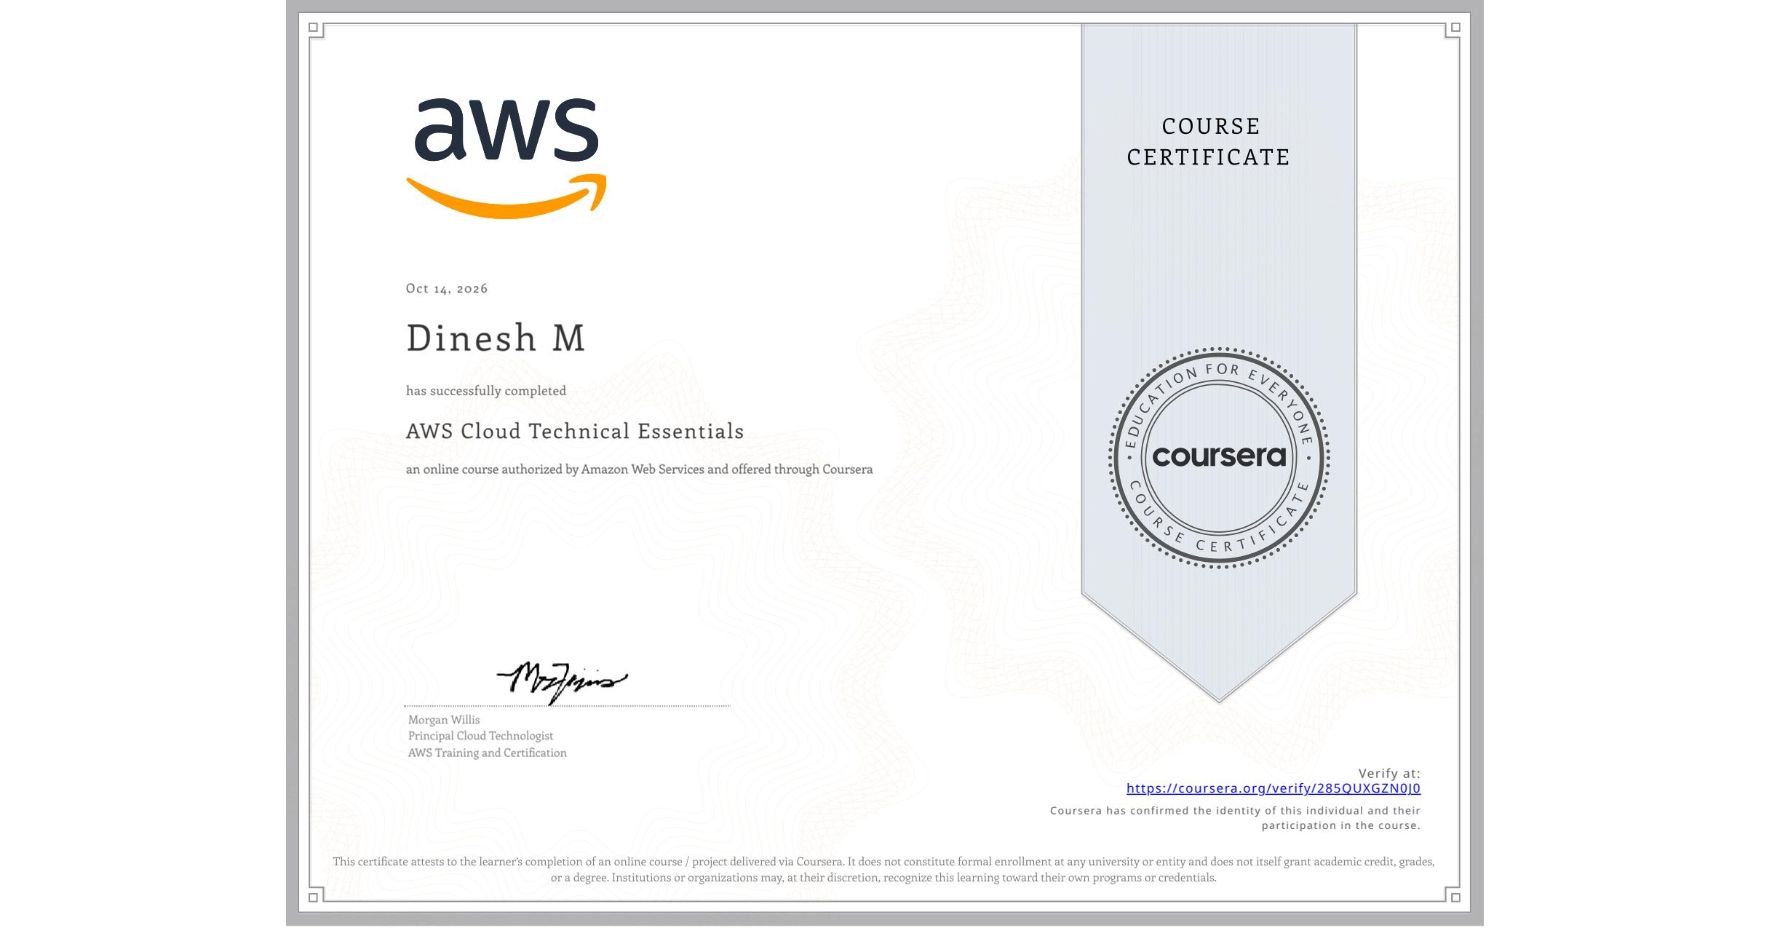 aws
COURSE
CERTIFICATE
Oct 14, 2026
Dinesh M
has successfully completed
AWS Cloud Technical Essentials
an online course authorized by Amazon Web Services and offered through Coursera
EDUCATION FOR EVERYONE
coursera
COURSE CERTIFICATE
Morgan Willis
Principal Cloud Technologist
AWS Training and Certification
Verify at:
https://coursera.org/verify/285QUXGZN0J0
Coursera has confirmed the identity of this individual and their
participation in the course.
This certificate attests to the learner's completion of an online course / project delivered via Coursera. It does not constitute formal enrollment at any university or entity and does not itself grant academic credit, grades,
or a degree. Institutions or organizations may, at their discretion, recognize this learning toward their own programs or credentials.